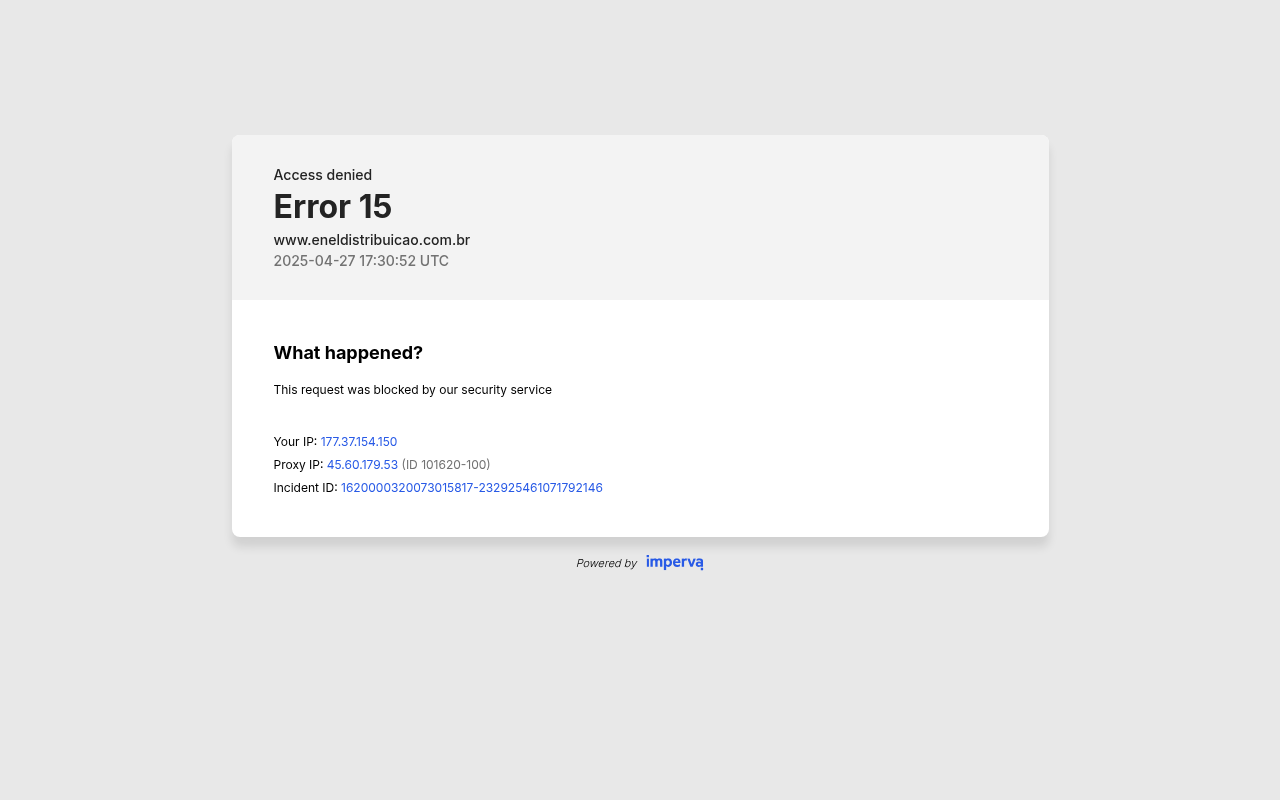 Access denied
Error 15
www.eneldistribuicao.com.br
2025-04-27 17:30:52 UTC
What happened?
This request was blocked by our security service
Your IP: 177.37.154.150
Proxy IP: 45.60.179.53 (ID 101620-100)
Incident ID: 1620000320073015817-232925461071792146
Powered by imperva